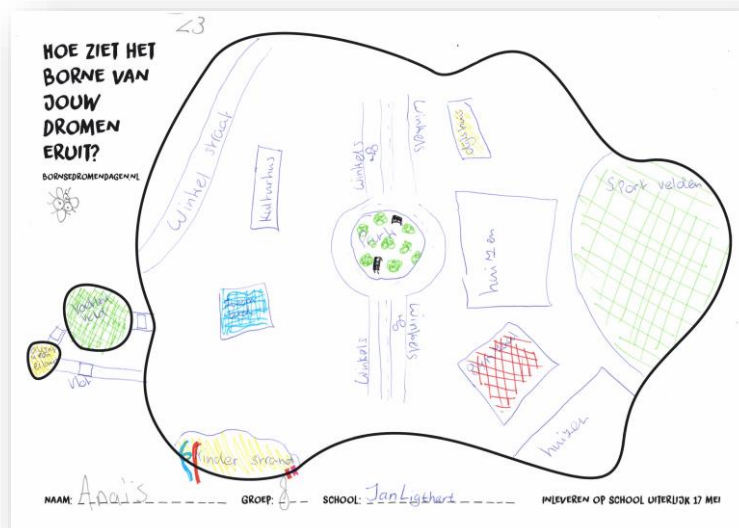 <3
HOE ZIET HET
BORNE VAN
JOUW
DROMEN
ERUIT?
BORNSEDROMENDAGEN.NL
Winkel straat
Kulturhus
Winkels
Winkels
Park
huizen
Sport velden
Winkels
Winkels
huizen
kinder strand
NAAM: Anaïs
GROEP: 8
SCHOOL: Jan Ligthart
INLEVEREN OP SCHOOL UITERLIJK 17 MEI